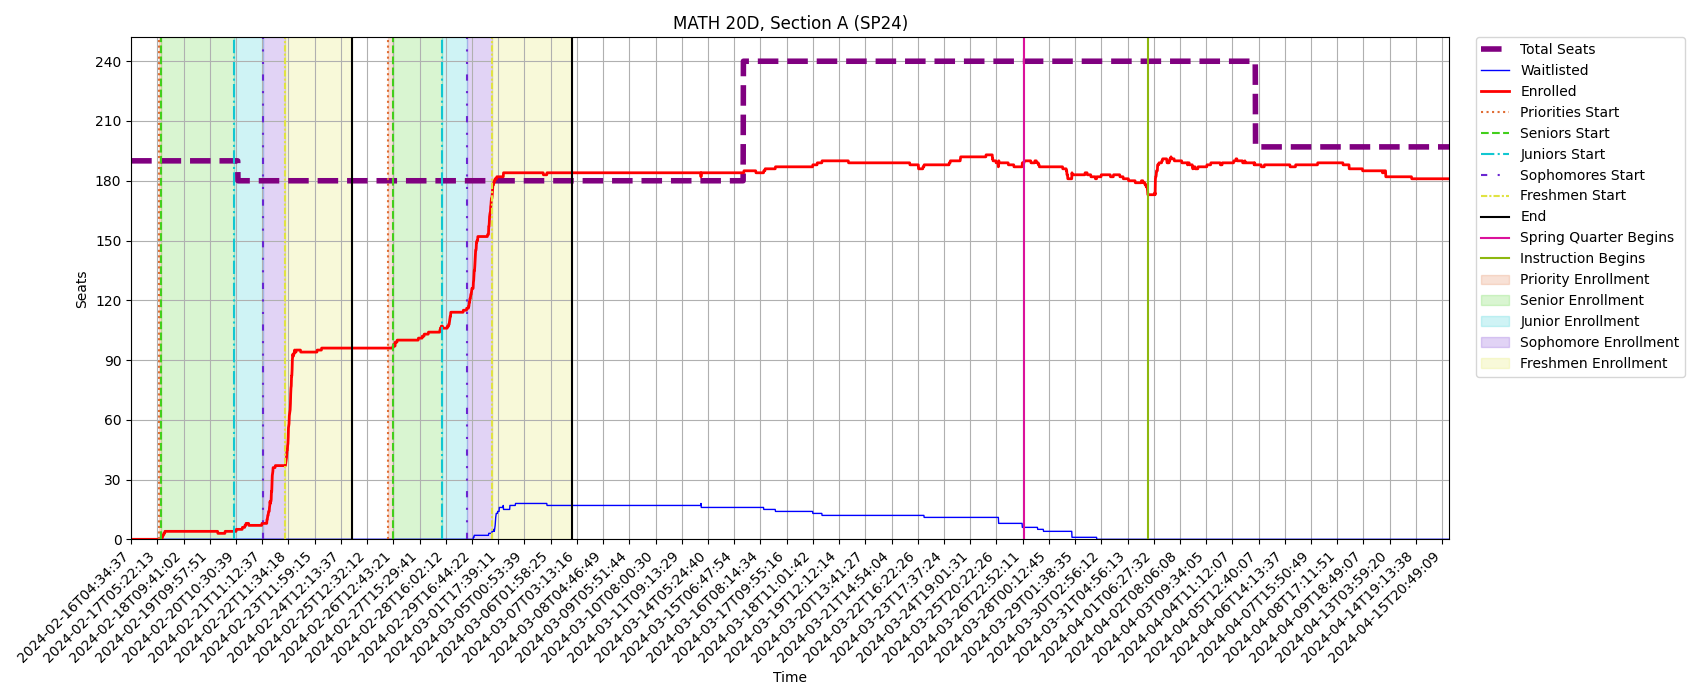 MATH 20D, Section A (SP24)
Seats
240
210
180
150
120
90
60
30
0
2024-02-16T04:34:37
2024-02-17T05:22:13
2024-02-18T09:41:02
2024-02-19T09:57:51
2024-02-20T10:30:39
2024-02-21T11:12:37
2024-02-22T11:34:18
2024-02-23T11:59:15
2024-02-24T12:13:37
2024-02-25T12:32:12
2024-02-26T12:43:21
2024-02-27T15:29:41
2024-02-28T16:02:12
2024-02-29T16:44:22
2024-03-01T17:39:11
2024-03-05T00:53:39
2024-03-06T01:58:25
2024-03-07T03:13:16
2024-03-08T04:46:49
2024-03-09T05:51:44
2024-03-10T08:00:30
2024-03-11T09:13:29
2024-03-14T05:24:40
2024-03-15T06:47:54
2024-03-16T08:14:34
2024-03-17T09:55:16
2024-03-18T11:01:42
2024-03-19T12:12:14
2024-03-20T13:41:27
2024-03-21T14:54:04
2024-03-22T16:22:26
2024-03-23T17:37:24
2024-03-24T19:01:31
2024-03-25T20:22:26
2024-03-26T22:52:11
2024-03-28T00:12:45
2024-03-29T01:38:35
2024-03-30T02:56:12
2024-03-31T04:56:13
2024-04-01T06:27:32
2024-04-02T08:06:08
2024-04-03T09:34:05
2024-04-04T11:12:07
2024-04-05T12:40:07
2024-04-06T14:13:37
2024-04-07T15:50:49
2024-04-08T17:11:51
2024-04-09T18:49:07
2024-04-13T03:59:20
2024-04-14T19:13:38
2024-04-15T20:49:09
Time
Total Seats
Waitlisted
Enrolled
Priorities Start
Seniors Start
Juniors Start
Sophomores Start
Freshmen Start
End
Spring Quarter Begins
Instruction Begins
Priority Enrollment
Senior Enrollment
Junior Enrollment
Sophomore Enrollment
Freshmen Enrollment